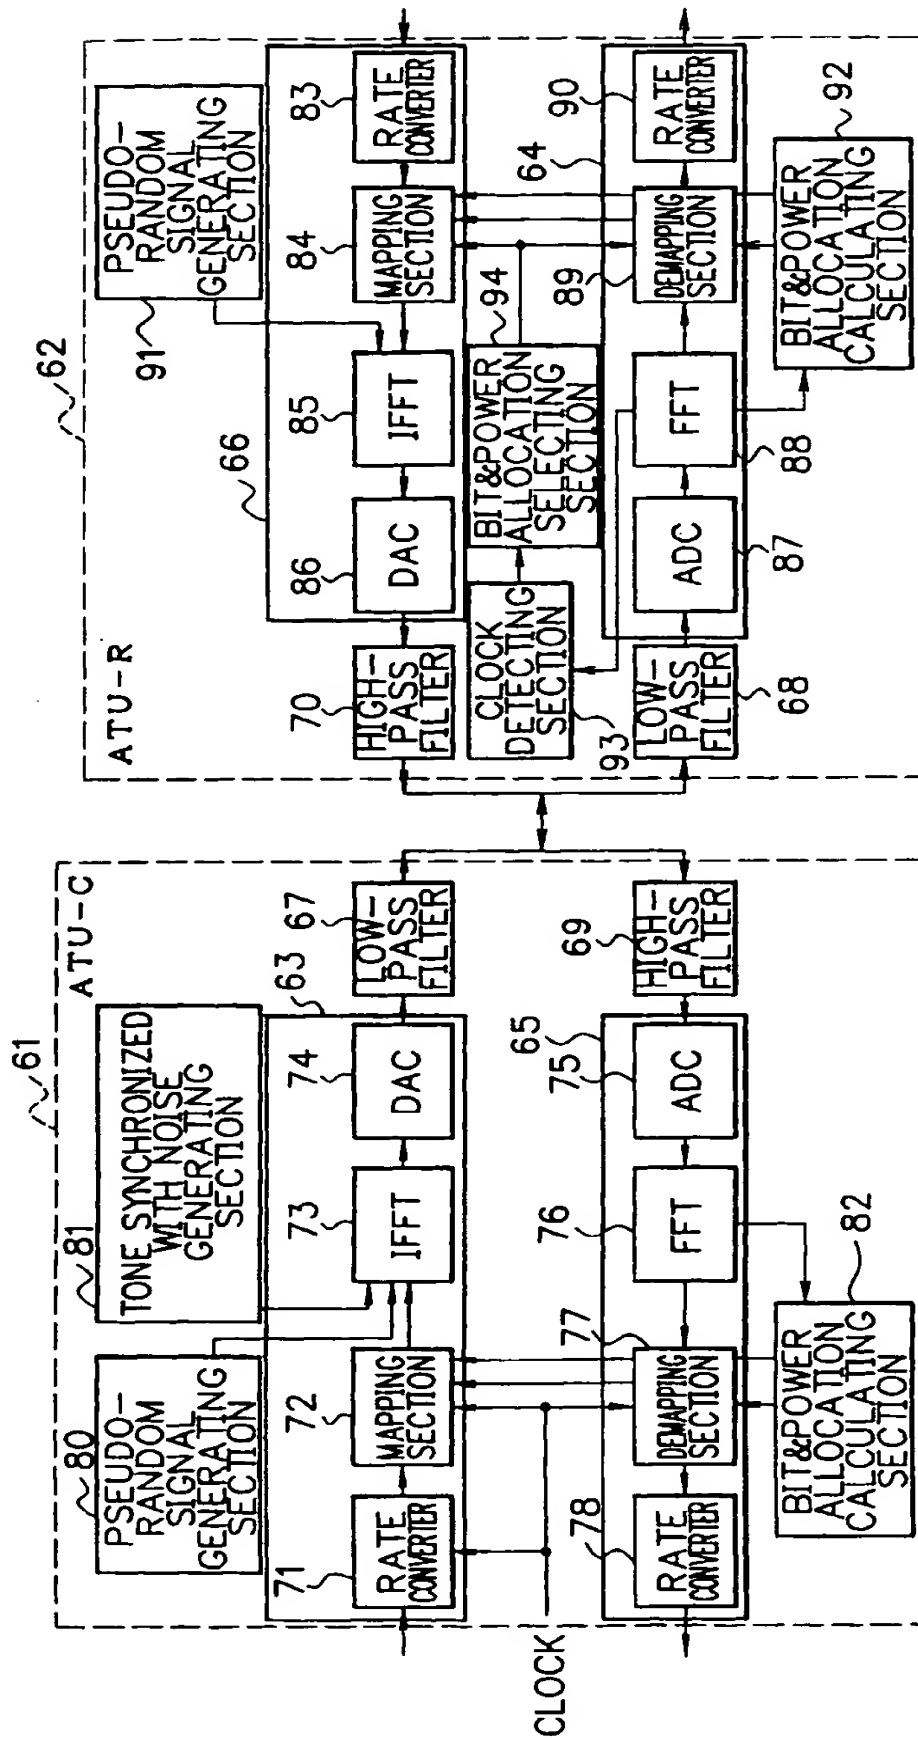 61
ATU-C
80
PSEUDO-
RANDOM
SIGNAL
GENERATING
SECTION
81
TONE SYNCHRONIZED
WITH NOISE
GENERATING
SECTION
63
71
RATE
CONVERTER
72
MAPPING
SECTION
73
IFFT
74
DAC
67
LOW-
PASS
FILTER
CLOCK
78
RATE
CONVERTER
77
DEMAPPING
SECTION
76
FFT
75
ADC
65
69
HIGH-
PASS
FILTER
82
BIT&POWER
ALLOCATION
CALCULATING
SECTION
62
ATU-R
91
PSEUDO-
RANDOM
SIGNAL
GENERATING
SECTION
66
70
HIGH-
PASS
FILTER
86
DAC
85
IFFT
84
MAPPING
SECTION
83
RATE
CONVERTER
93
CLOCK
DETECTING
SECTION
94
BIT&POWER
ALLOCATION
SELECTING
SECTION
64
68
LOW-
PASS
FILTER
87
ADC
88
FFT
89
DEMAPPING
SECTION
90
RATE
CONVERTER
92
BIT&POWER
ALLOCATION
CALCULATING
SECTION